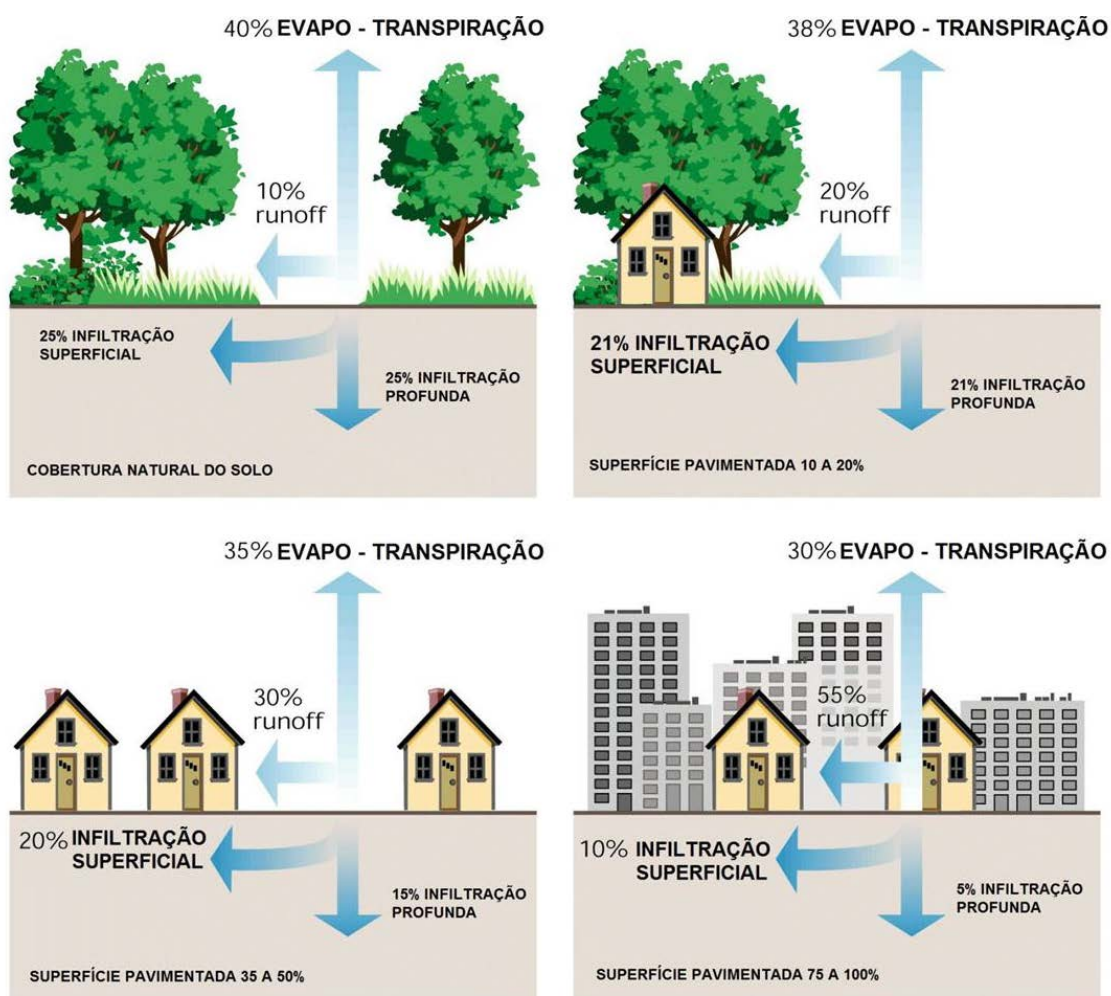 40% EVAPO - TRANSPIRAÇÃO
10%
runoff
25% INFILTRAÇÃO
SUPERFICIAL
25% INFILTRAÇÃO
PROFUNDA
COBERTURA NATURAL DO SOLO
38% EVAPO - TRANSPIRAÇÃO
20%
runoff
21% INFILTRAÇÃO
SUPERFICIAL
21% INFILTRAÇÃO
PROFUNDA
SUPERFÍCIE PAVIMENTADA 10 A 20%
35% EVAPO - TRANSPIRAÇÃO
30%
runoff
20% INFILTRAÇÃO
SUPERFICIAL
15% INFILTRAÇÃO
PROFUNDA
SUPERFÍCIE PAVIMENTADA 35 A 50%
30% EVAPO - TRANSPIRAÇÃO
55%
runoff
10% INFILTRAÇÃO
SUPERFICIAL
5% INFILTRAÇÃO
PROFUNDA
SUPERFÍCIE PAVIMENTADA 75 A 100%